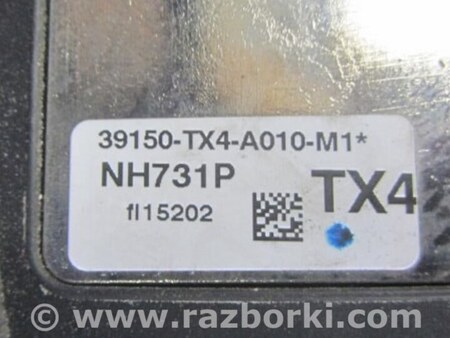 39150-TX4-A010-M1*
NH731P
TX4
fl15202
© www.razborki.com